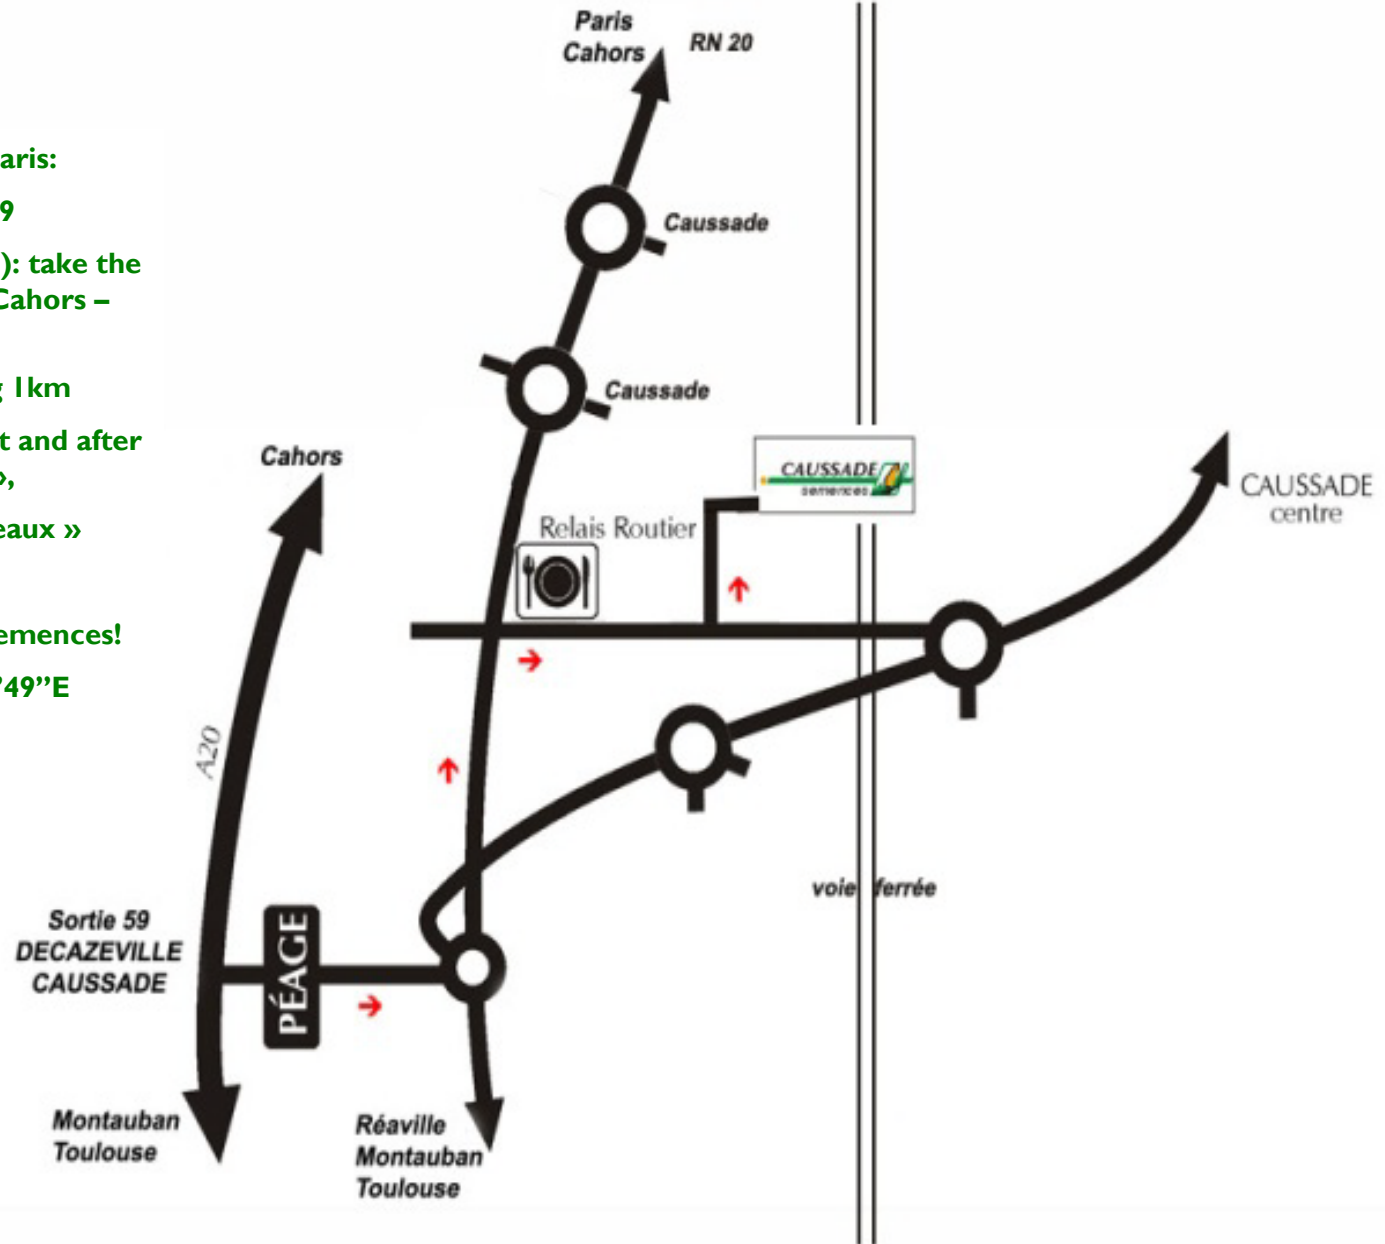 aris:
9
): take the
Cahors –
g 1km
t and after
»,
eaux »
emences!
’49”E
Paris
Cahors
RN 20
Caussade
Caussade
Cahors
CAUSSADE
semences
Relais Routier
CAUSSADE
centre
A20
voie ferrée
Sortie 59
DECAZEVILLE
CAUSSADE
PÉAGE
Montauban
Toulouse
Réaville
Montauban
Toulouse